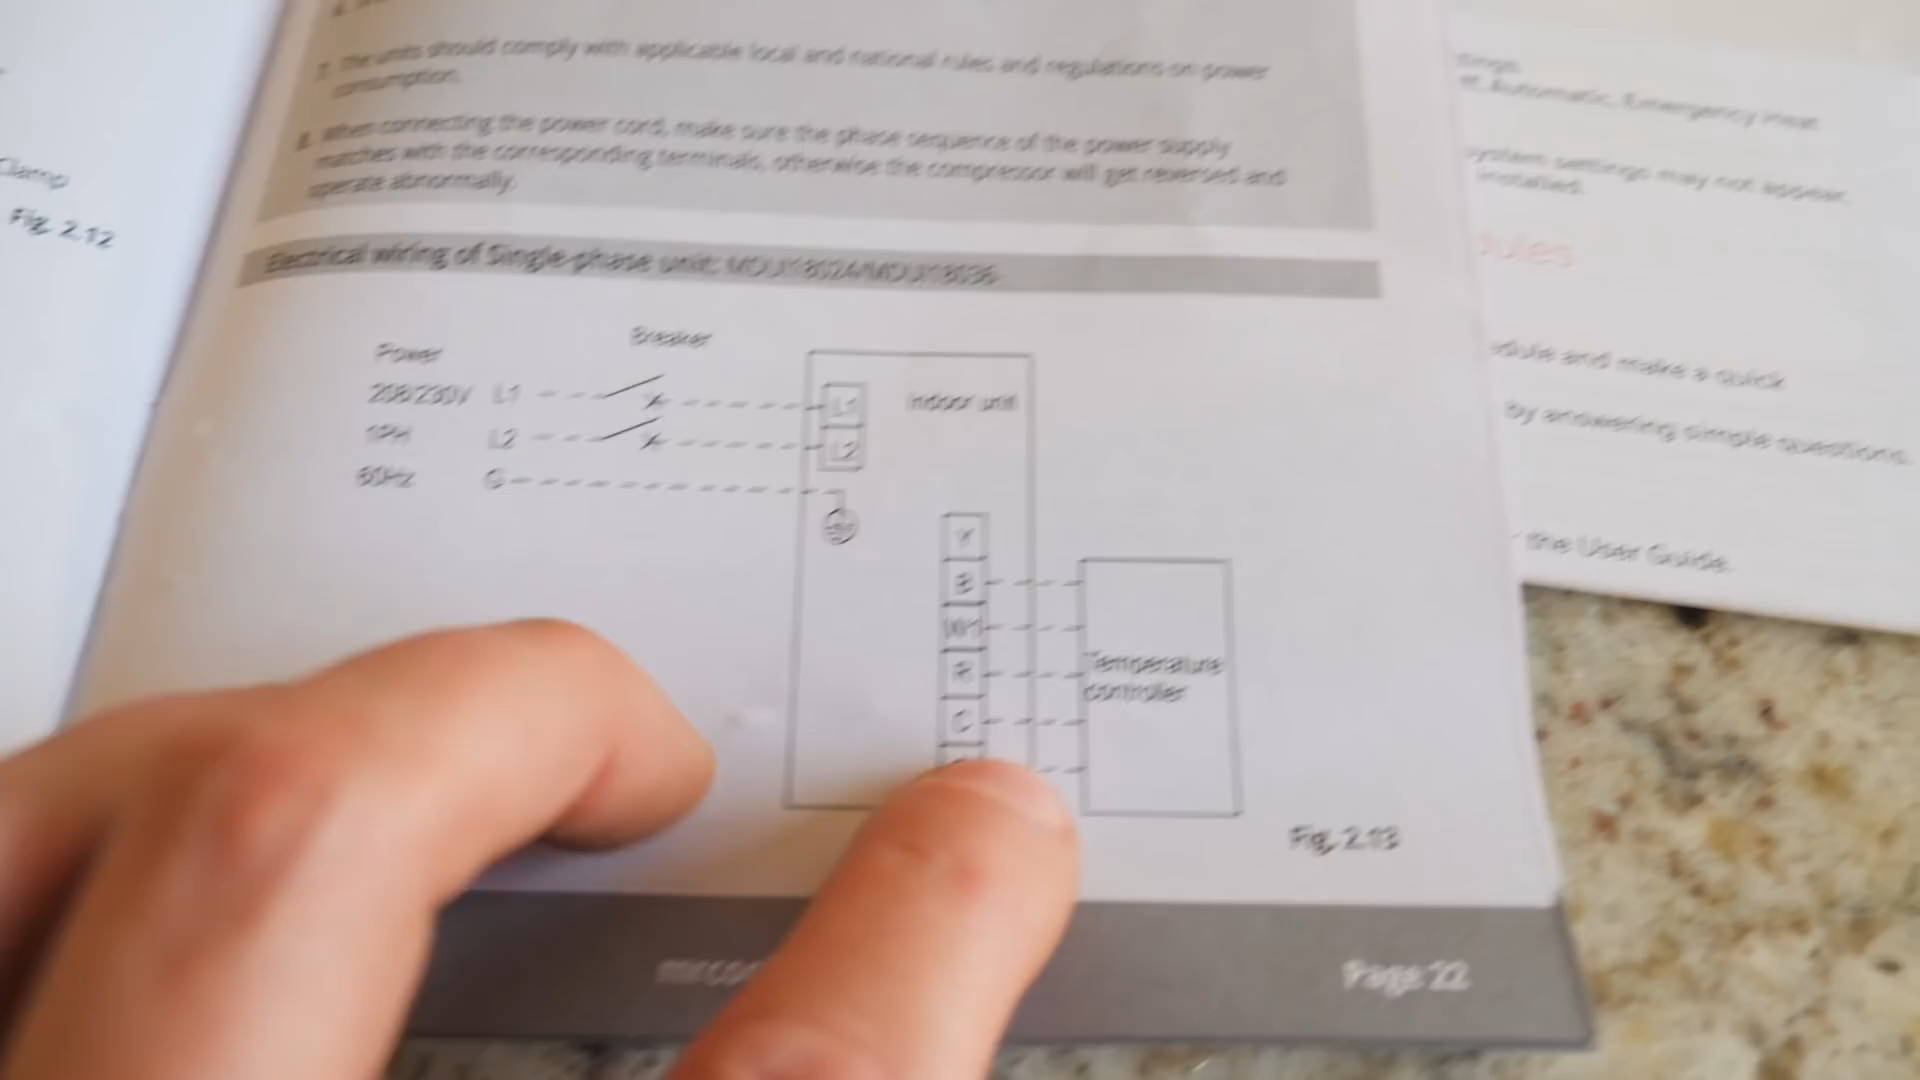 7. The units should comply with applicable local and national rules and regulations on power
consumption.
8. When connecting the power cord, make sure the phase sequence of the power supply
matches with the corresponding terminals, otherwise the compressor will get reversed and
operate abnormally.
Clamp
Fig. 2.12
Electrical wiring of Single-phase unit:
Power
Breaker
208/230V L1
L1
Indoor unit
1PH L2
L2
60Hz G
Y
B
W1
R
C
Temperature
controller
Fig. 2.13
Page 22
Automatic, Emergency Heat
system settings may not appear,
installed.
dules
edule and make a quick
by answering simple questions.
the User Guide.